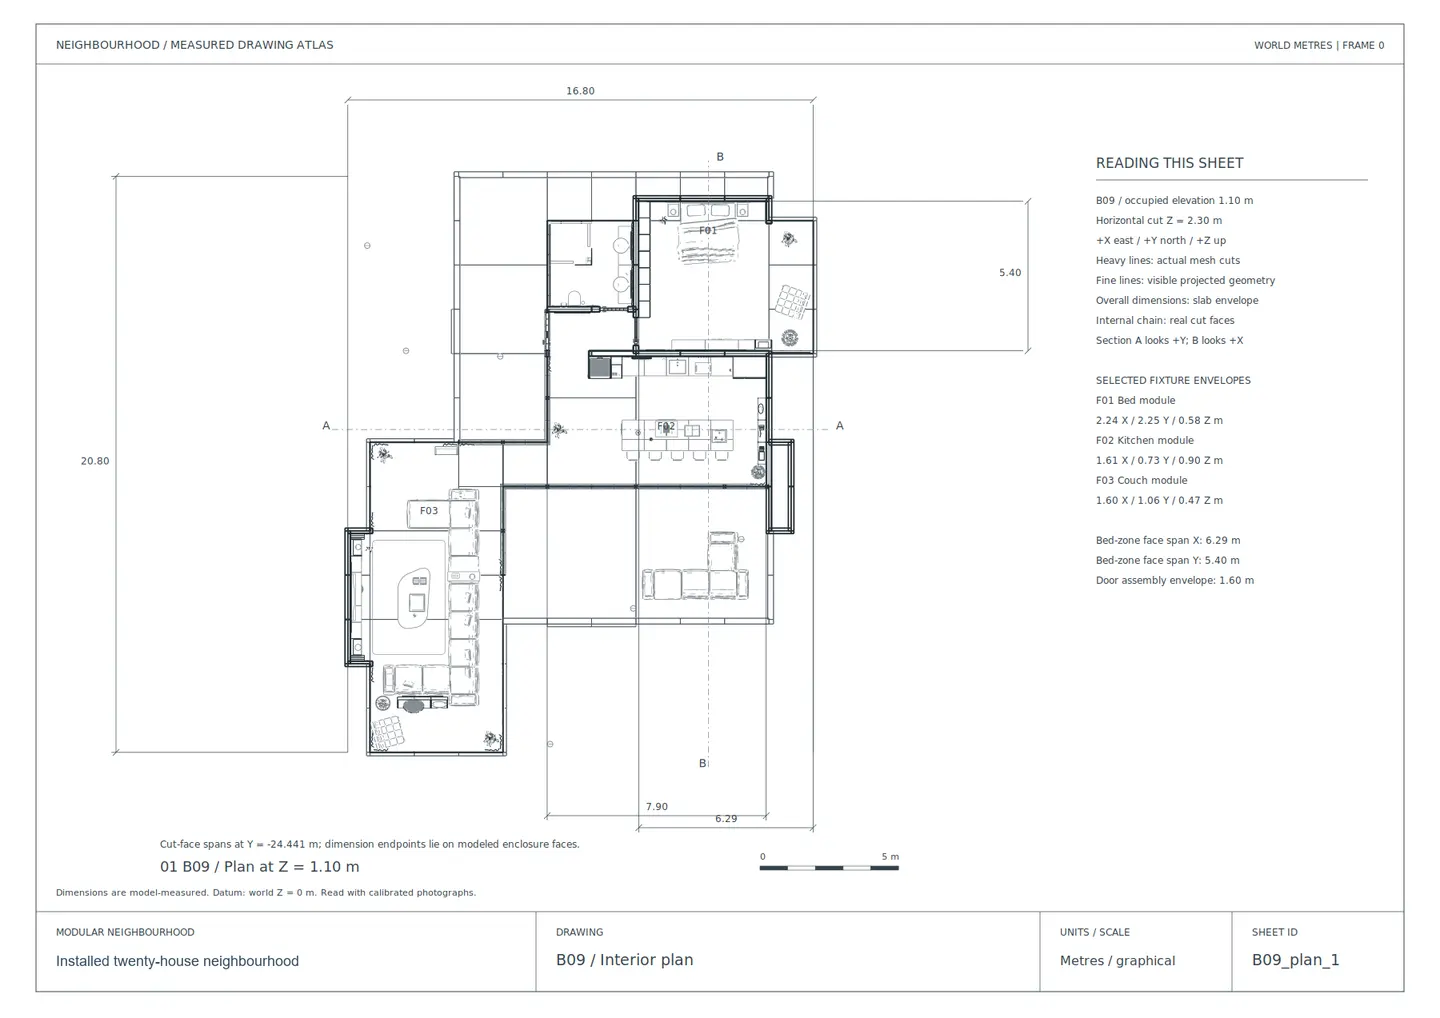 NEIGHBOURHOOD / MEASURED DRAWING ATLAS
WORLD METRES | FRAME 0
16.80
B
READING THIS SHEET
B09 / occupied elevation 1.10 m
Horizontal cut Z = 2.30 m
+X east / +Y north / +Z up
Heavy lines: actual mesh cuts
Fine lines: visible projected geometry
Overall dimensions: slab envelope
Internal chain: real cut faces
Section A looks +Y; B looks +X
SELECTED FIXTURE ENVELOPES
F01 Bed module
2.24 X / 2.25 Y / 0.58 Z m
F02 Kitchen module
1.61 X / 0.73 Y / 0.90 Z m
F03 Couch module
1.60 X / 1.06 Y / 0.47 Z m
Bed-zone face span X: 6.29 m
Bed-zone face span Y: 5.40 m
Door assembly envelope: 1.60 m
F01
5.40
A
F02
A
20.80
F03
B
7.90
6.29
Cut-face spans at Y = -24.441 m; dimension endpoints lie on modeled enclosure faces.
01 B09 / Plan at Z = 1.10 m
0
5 m
Dimensions are model-measured. Datum: world Z = 0 m. Read with calibrated photographs.
MODULAR NEIGHBOURHOOD
Installed twenty-house neighbourhood
DRAWING
B09 / Interior plan
UNITS / SCALE
Metres / graphical
SHEET ID
B09_plan_1